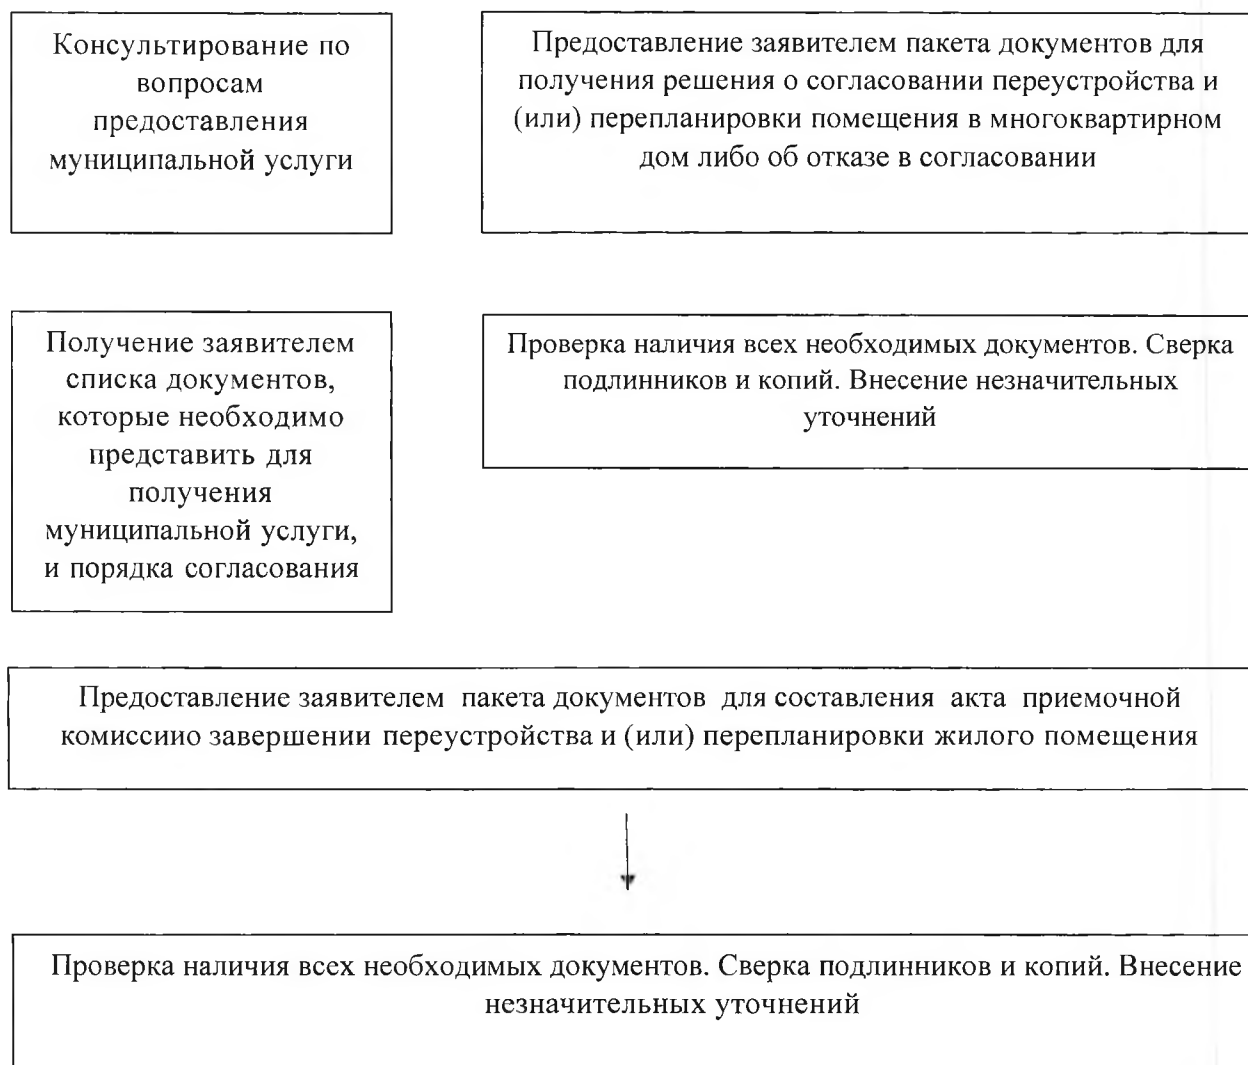 Консультирование по
вопросам
предоставления
муниципальной услуги
Предоставление заявителем пакета документов для
получения решения о согласовании переустройства и
(или) перепланировки помещения в многоквартирном
дом либо об отказе в согласовании
Получение заявителем
списка документов,
которые необходимо
представить для
получения
муниципальной услуги,
и порядка согласования
Проверка наличия всех необходимых документов. Сверка
подлинников и копий. Внесение незначительных
уточнений
Предоставление заявителем пакета документов для составления акта приемочной
комиссиио завершении переустройства и (или) перепланировки жилого помещения
Проверка наличия всех необходимых документов. Сверка подлинников и копий. Внесение
незначительных уточнений